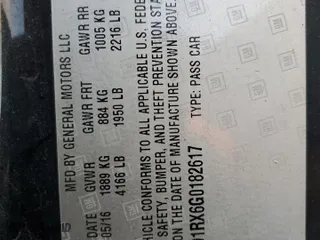 MFD BY GENERAL MOTORS LLC
DATE GVWR GAWR FRT GAWR RR
05/16 1889 KG 884 KG 1005 KG
4166 LB 1950 LB 2216 LB
VEHICLE CONFORMS TO ALL APPLICABLE U.S. FEDE
SAFETY, BUMPER, AND THEFT PREVENTION STA
ON THE DATE OF MANUFACTURE SHOWN ABOVE.
1RX6G0182617 TYPE: PASS CAR